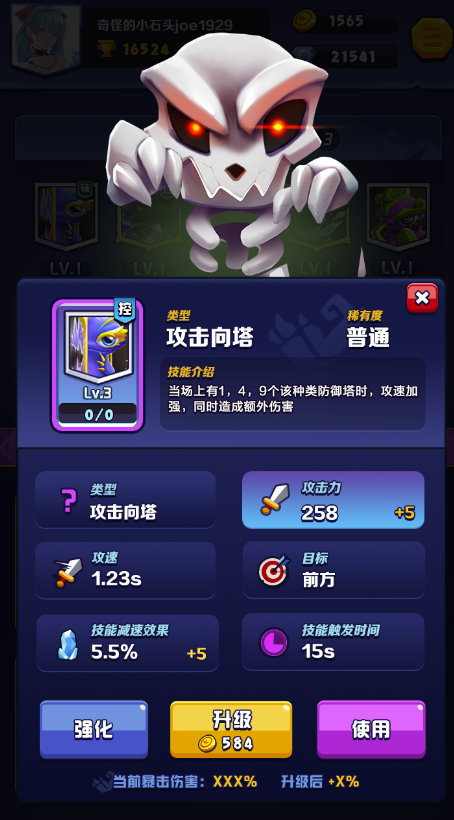 奇怪的小石头joe1929
1565
16524
21541
3
LV.1
LV.1
LV.1
LV.1
控
Lv.3
0/0
类型
攻击向塔
稀有度
普通
技能介绍
当场上有1，4，9个该种类防御塔时，攻速加
强，同时造成额外伤害
?
类型
攻击向塔
攻击力
258
+5
攻速
1.23s
目标
前方
技能减速效果
5.5%
+5
技能触发时间
15s
强化
升级
584
使用
当前暴击伤害：XXX% 升级后 +X%